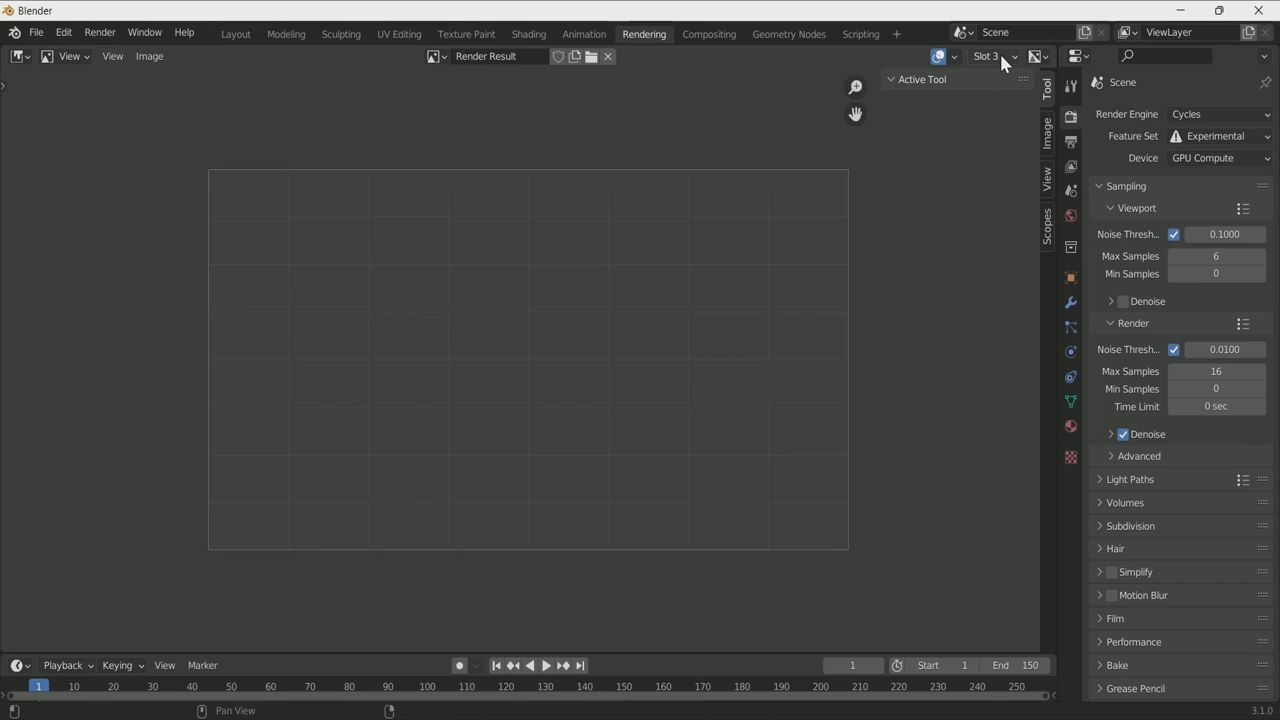 Blender
File Edit Render Window Help Layout Modeling Sculpting UV Editing Texture Paint Shading Animation Rendering Compositing Geometry Nodes Scripting + Scene ViewLayer
View View Image Render Result Slot 3
Active Tool
Tool
Image
View
Scopes
Scene
Render Engine Cycles
Feature Set Experimental
Device GPU Compute
Sampling
Viewport
Noise Thresh... 0.1000
Max Samples 6
Min Samples 0
Denoise
Render
Noise Thresh... 0.0100
Max Samples 16
Min Samples 0
Time Limit 0 sec
Denoise
Advanced
Light Paths
Volumes
Subdivision
Hair
Simplify
Motion Blur
Film
Performance
Bake
Grease Pencil
Playback Keying View Marker 1 Start 1 End 150
1 10 20 30 40 50 60 70 80 90 100 110 120 130 140 150 160 170 180 190 200 210 220 230 240 250
Pan View 3.1.0